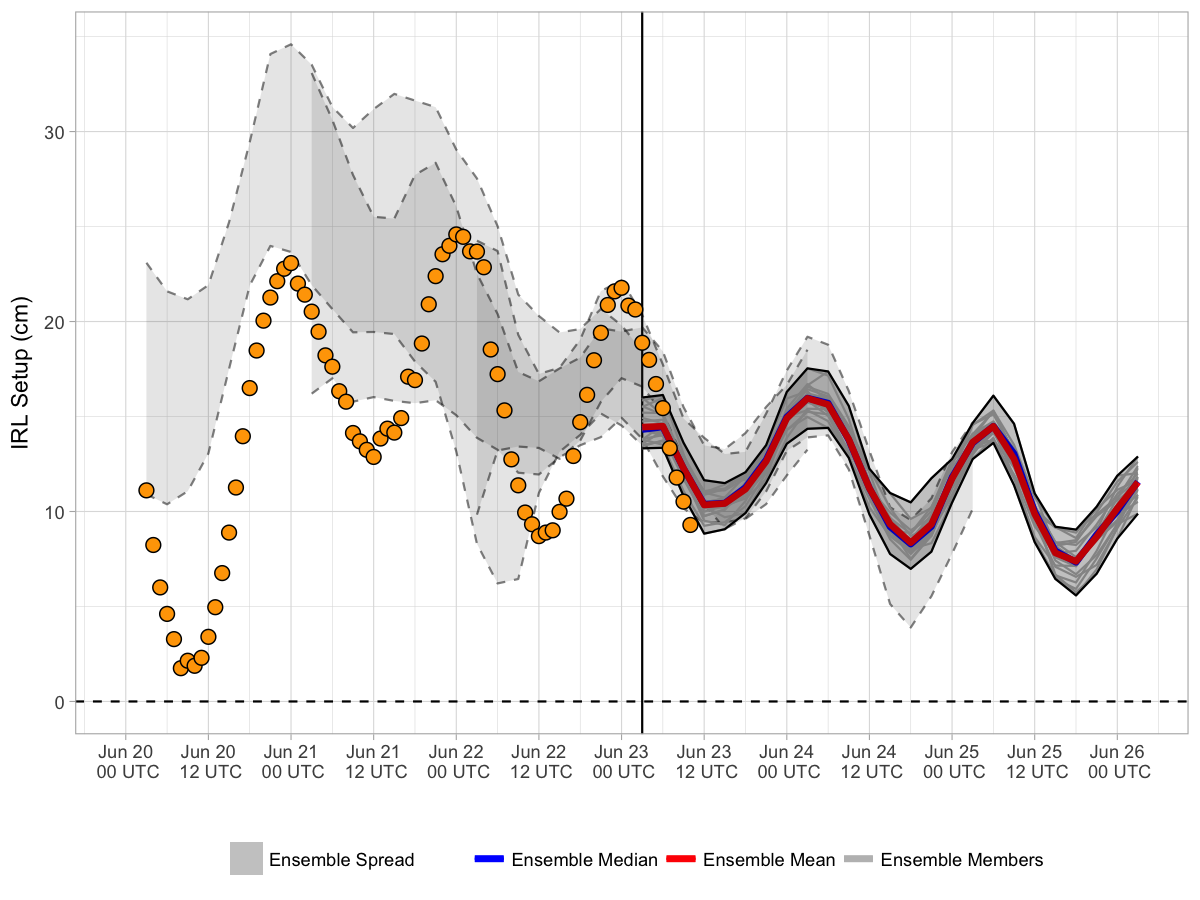 IRL Setup (cm)
30
20
10
0
Jun 20 Jun 20 Jun 21 Jun 21 Jun 22 Jun 22 Jun 23 Jun 23 Jun 24 Jun 24 Jun 25 Jun 25 Jun 26
00 UTC 12 UTC 00 UTC 12 UTC 00 UTC 12 UTC 00 UTC 12 UTC 00 UTC 12 UTC 00 UTC 12 UTC 00 UTC
Ensemble Spread Ensemble Median Ensemble Mean Ensemble Members